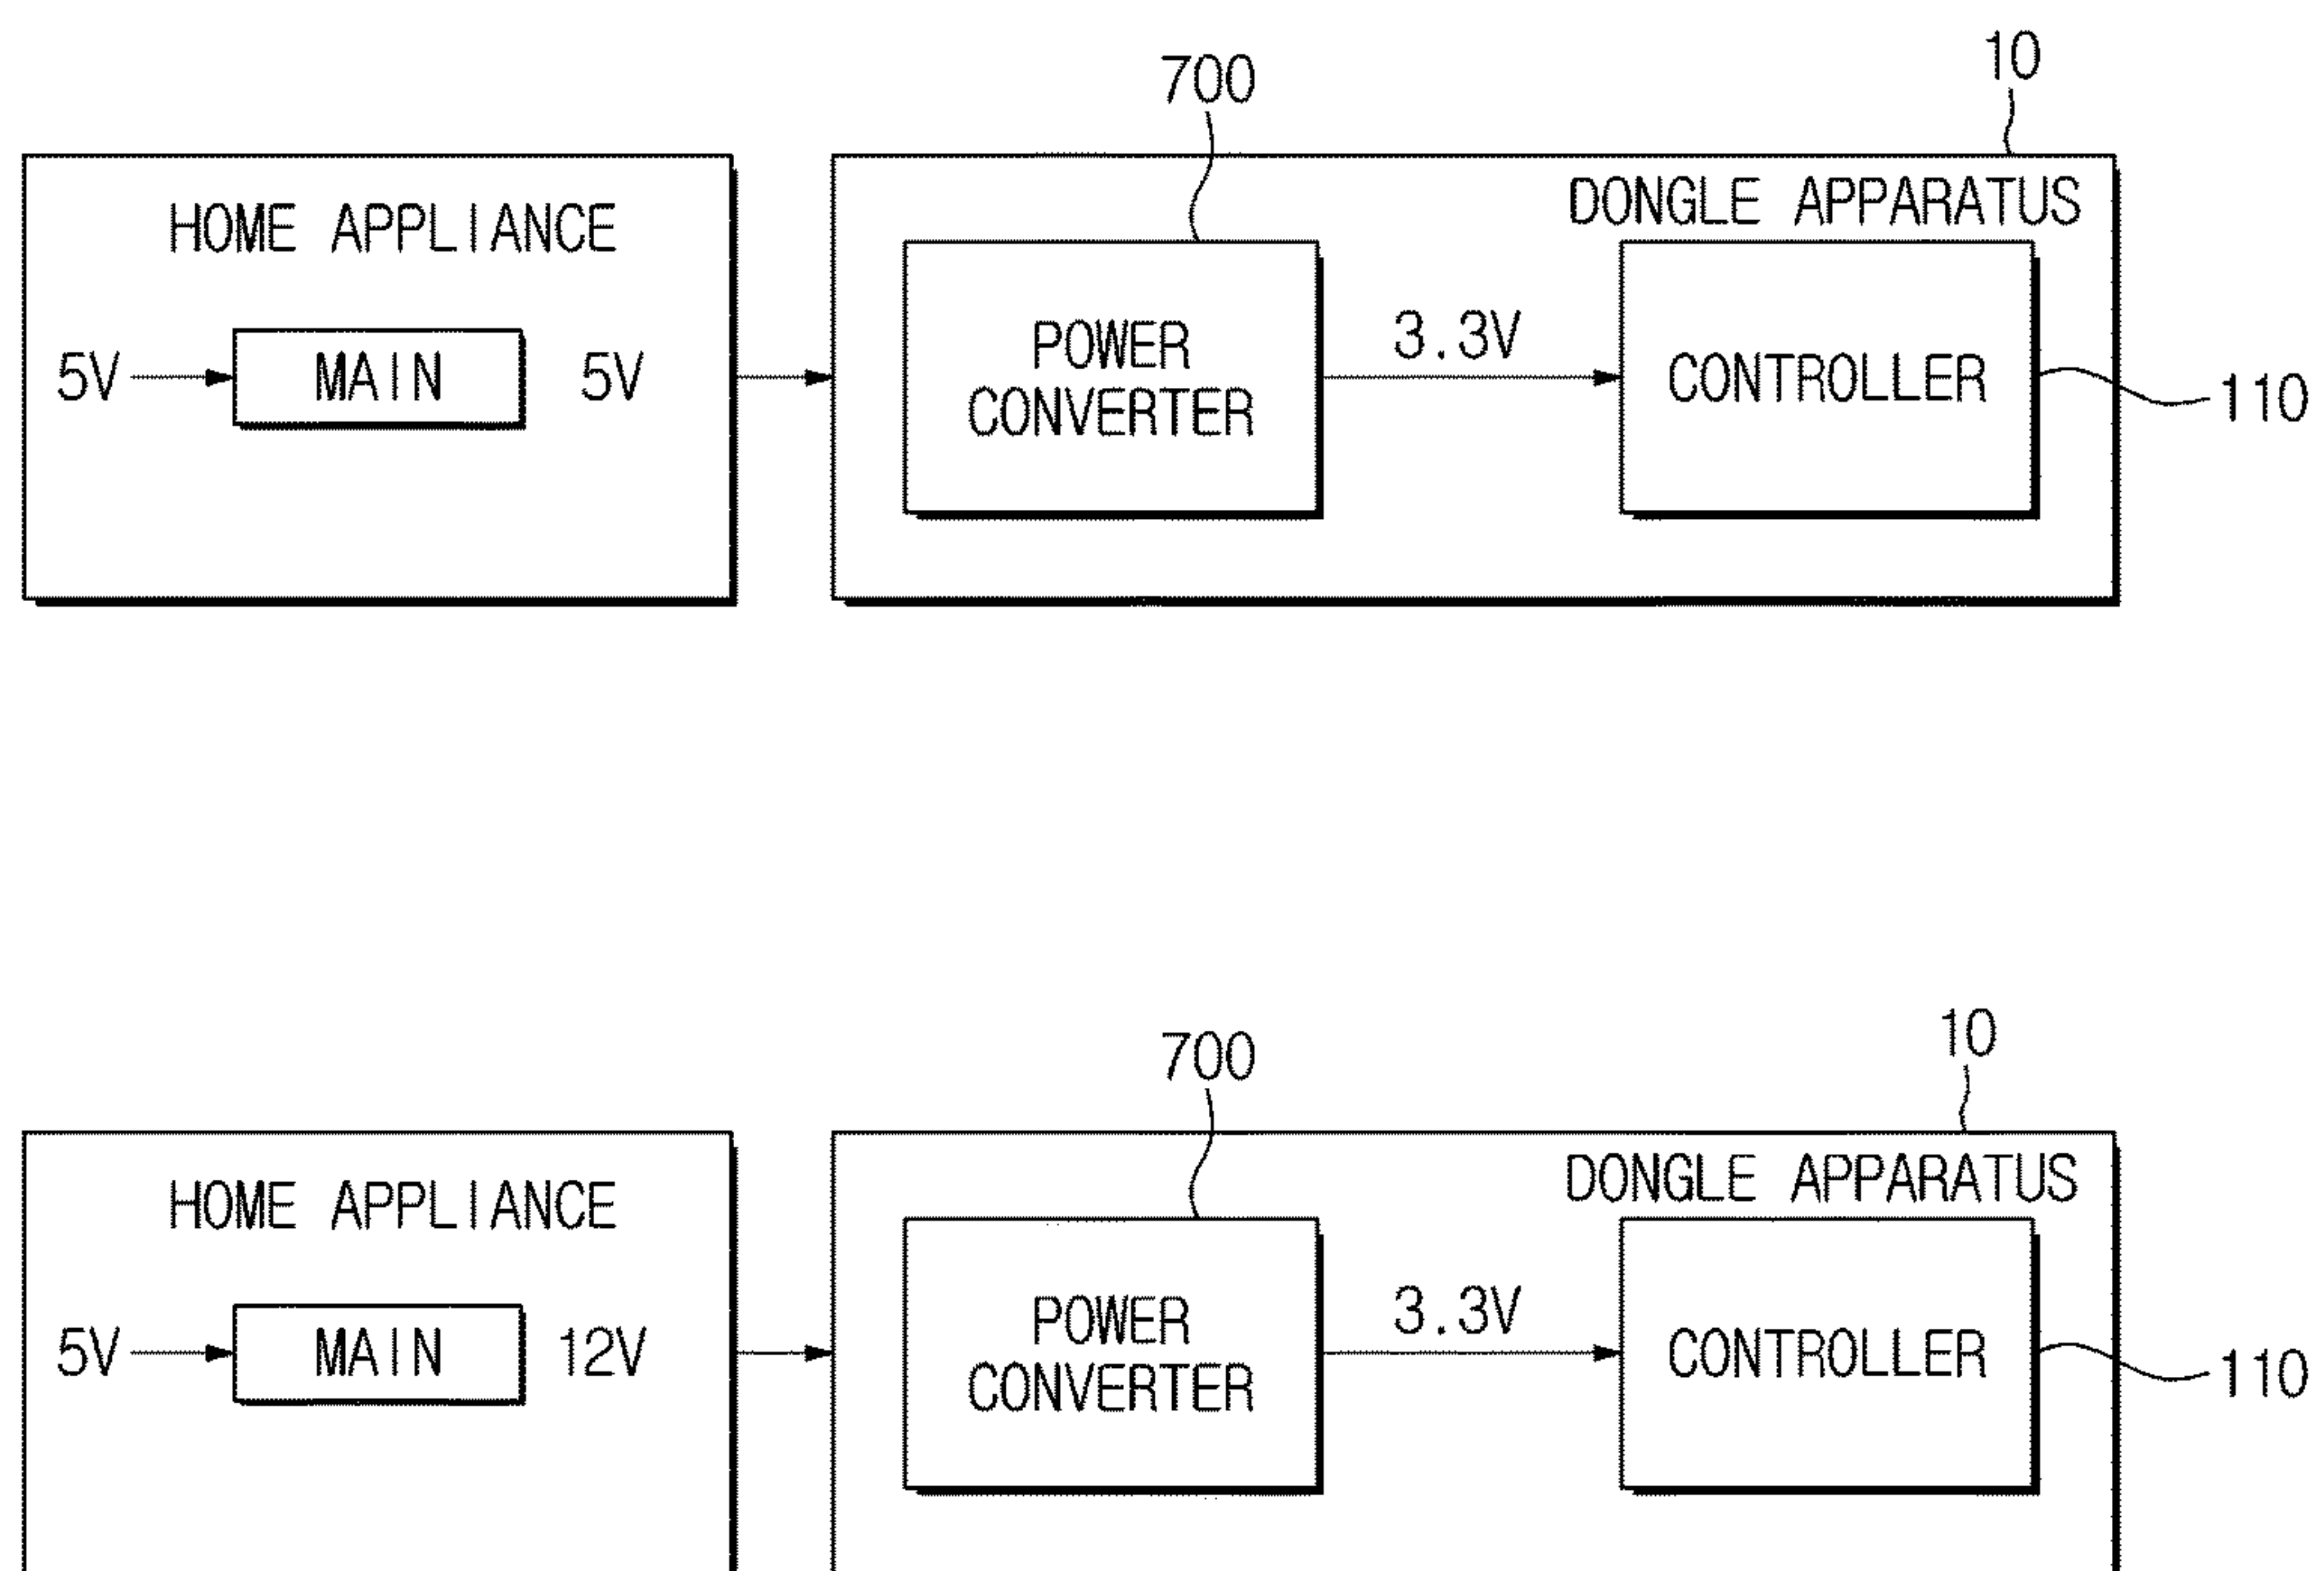 10
700
DONGLE APPARATUS
HOME APPLIANCE
5V
MAIN
5V
POWER
CONVERTER
3.3V
CONTROLLER
110
10
700
DONGLE APPARATUS
HOME APPLIANCE
5V
MAIN
12V
POWER
CONVERTER
3.3V
CONTROLLER
110